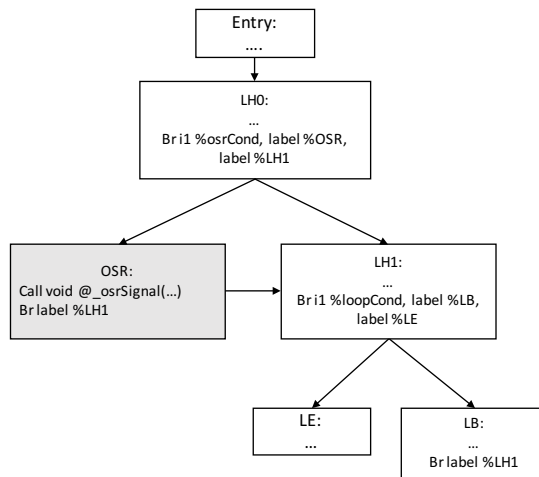 Entry:
....
LH0:
...
Br i1 %osrCond, label %OSR,
label %LH1
OSR:
Call void @_osrSignal(...)
Br label %LH1
LH1:
...
Br i1 %loopCond, label %LB,
label %LE
LE:
...
LB:
...
Br label %LH1